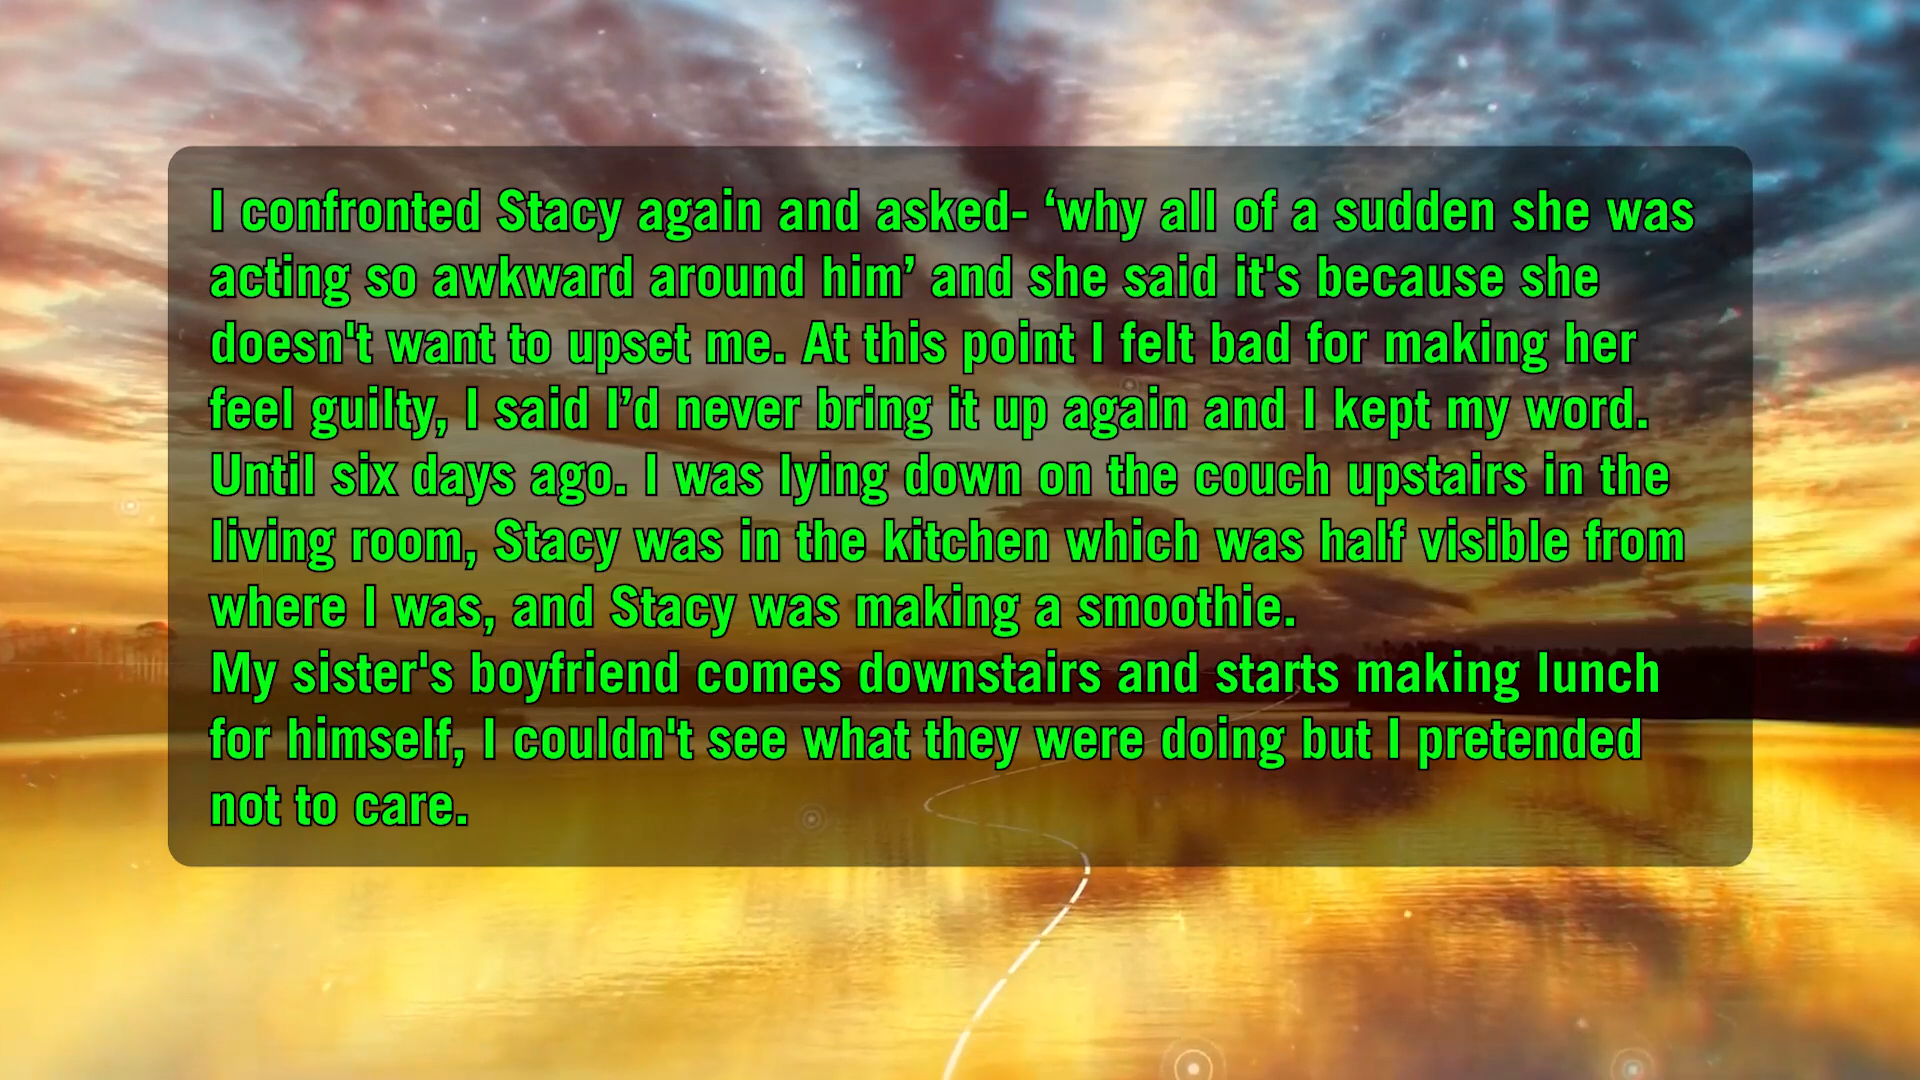 I confronted Stacy again and asked- ‘why all of a sudden she was
acting so awkward around him’ and she said it's because she
doesn't want to upset me. At this point I felt bad for making her
feel guilty, I said I’d never bring it up again and I kept my word.
Until six days ago. I was lying down on the couch upstairs in the
living room, Stacy was in the kitchen which was half visible from
where I was, and Stacy was making a smoothie.
My sister's boyfriend comes downstairs and starts making lunch
for himself, I couldn't see what they were doing but I pretended
not to care.